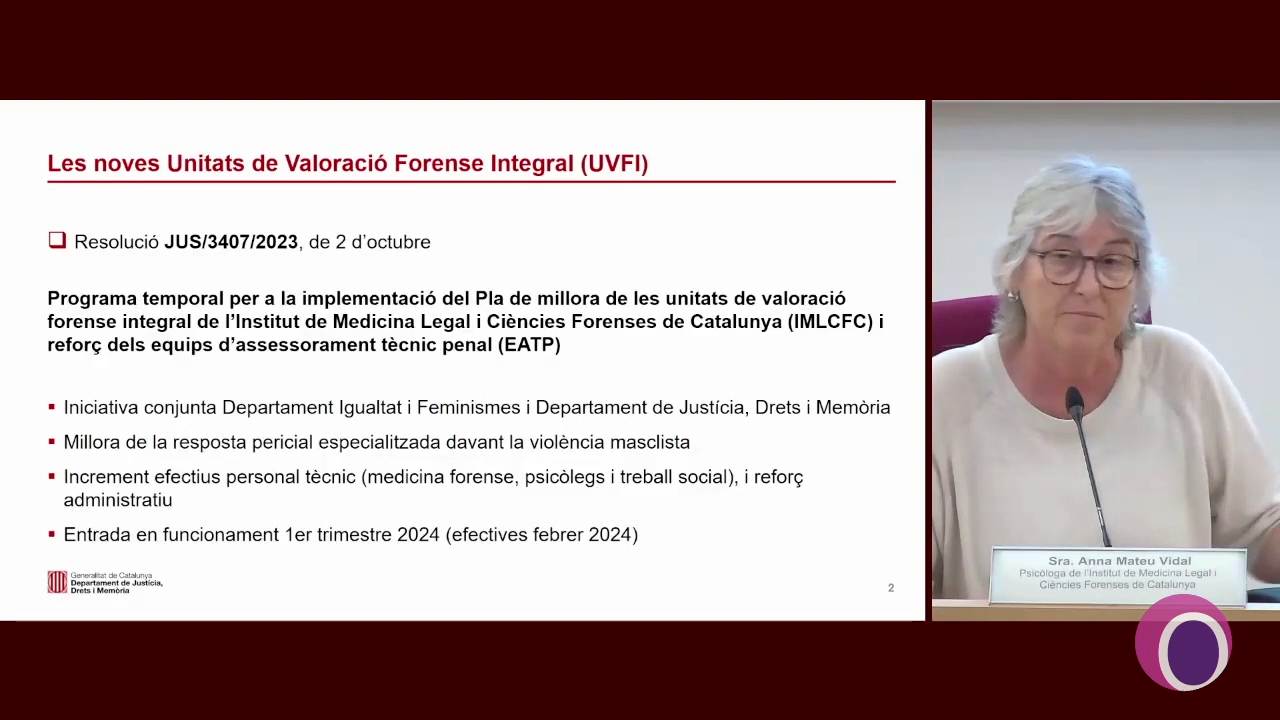 Les noves Unitats de Valoració Forense Integral (UVFI)
❑ Resolució JUS/3407/2023, de 2 d’octubre
Programa temporal per a la implementació del Pla de millora de les unitats de valoració
forense integral de l’Institut de Medicina Legal i Ciències Forenses de Catalunya (IMLCFC) i
reforç dels equips d’assessorament tècnic penal (EATP)
▪ Iniciativa conjunta Departament Igualtat i Feminismes i Departament de Justícia, Drets i Memòria
▪ Millora de la resposta pericial especialitzada davant la violència masclista
▪ Increment efectius personal tècnic (medicina forense, psicòlegs i treball social), i reforç
administratiu
▪ Entrada en funcionament 1er trimestre 2024 (efectives febrer 2024)
Generalitat de Catalunya
Departament de Justícia,
Drets i Memòria
2
Sra. Anna Mateu Vidal
Psicòloga de l’Institut de Medicina Legal i
Ciències Forenses de Catalunya